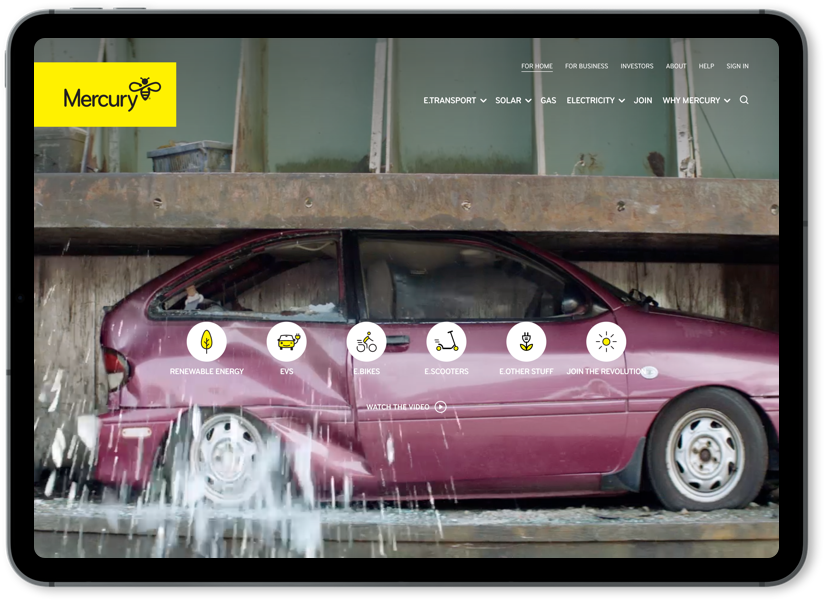 Mercury
FOR HOME FOR BUSINESS INVESTORS ABOUT HELP SIGN IN
E.TRANSPORT SOLAR GAS ELECTRICITY JOIN WHY MERCURY
RENEWABLE ENERGY EVS E.BIKES E.SCOOTERS E.OTHER STUFF JOIN THE REVOLUTION
WATCH THE VIDEO